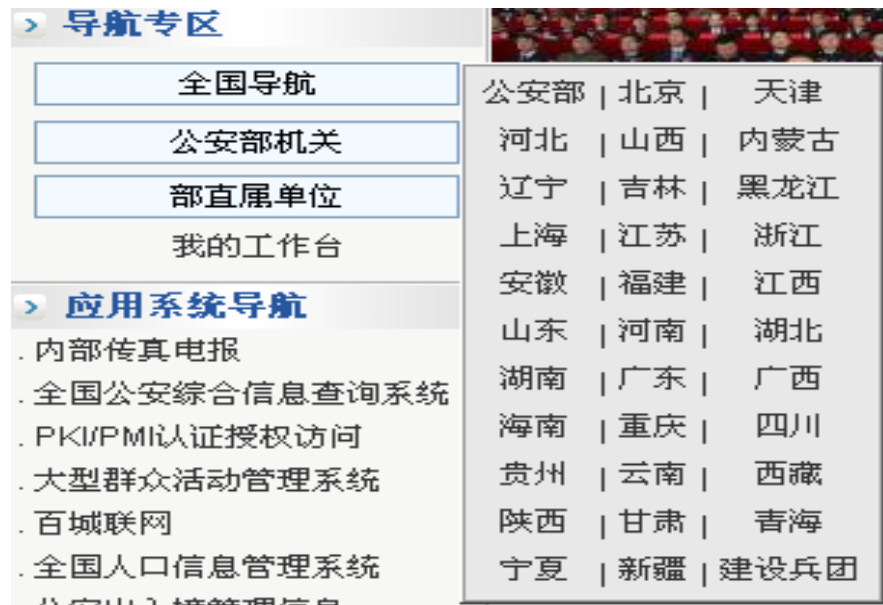 导航专区
全国导航
公安部机关
部直属单位
我的工作台
应用系统导航
. 内部传真电报
. 全国公安综合信息查询系统
. PKI/PMI认证授权访问
. 大型群众活动管理系统
. 百城联网
. 全国人口信息管理系统
公安部 | 北京 | 天津
河北 | 山西 | 内蒙古
辽宁 | 吉林 | 黑龙江
上海 | 江苏 | 浙江
安徽 | 福建 | 江西
山东 | 河南 | 湖北
湖南 | 广东 | 广西
海南 | 重庆 | 四川
贵州 | 云南 | 西藏
陕西 | 甘肃 | 青海
宁夏 | 新疆 | 建设兵团